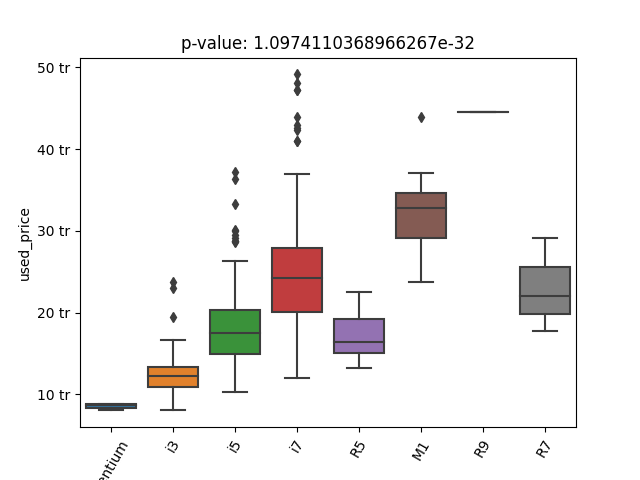 p-value: 1.0974110368966267e-32
50 tr
40 tr
30 tr
20 tr
10 tr
used_price
entium
i3
i5
i7
R5
M1
R9
R7